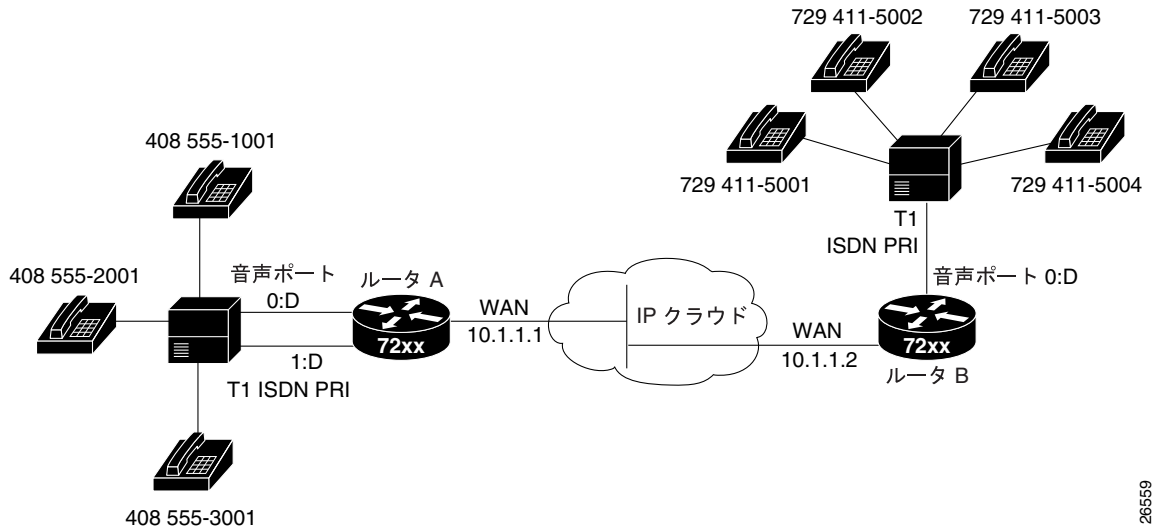 729 411-5002
729 411-5003
408 555-1001
729 411-5001
729 411-5004
T1
ISDN PRI
408 555-2001
音声ポート
0:D
ルータ A
72xx
1:D
T1 ISDN PRI
WAN
10.1.1.1
IP クラウド
WAN
10.1.1.2
音声ポート 0:D
72xx
ルータ B
408 555-3001
26559